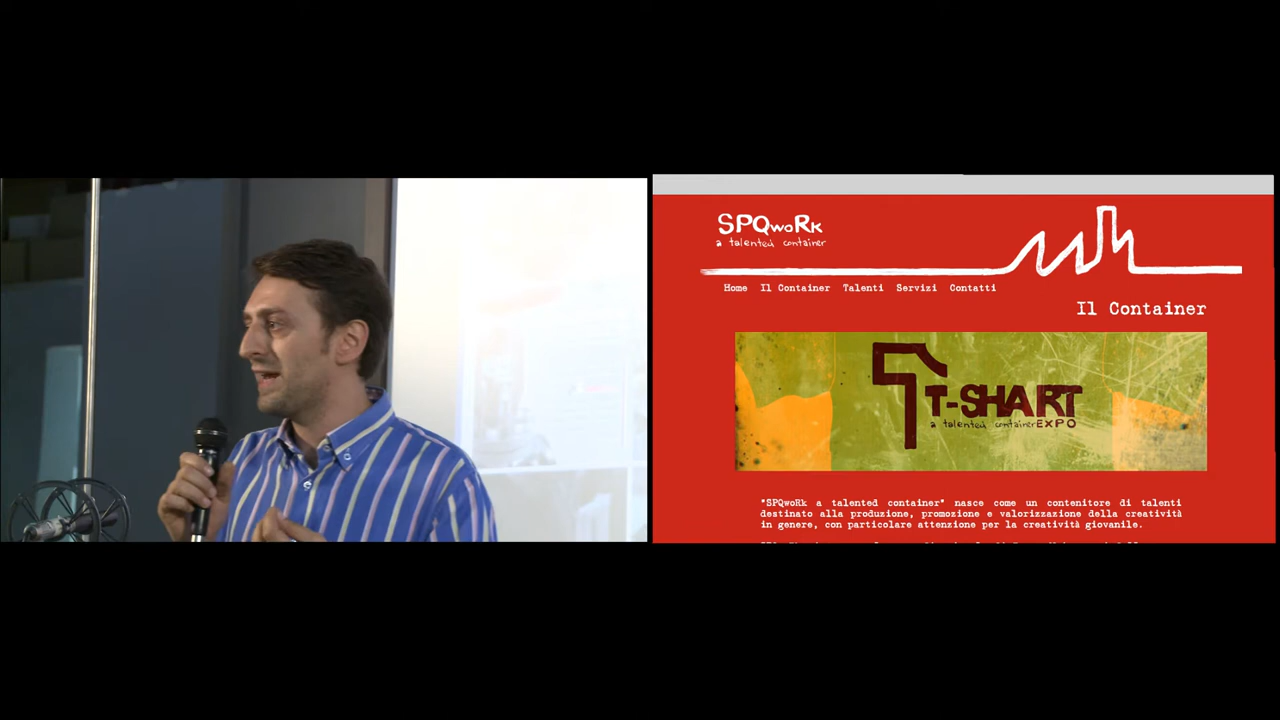 SPQwoRk
a talented container
Home Il Container Talenti Servizi Contatti
Il Container
T-SHART
a talented container EXPO
"SPQwoRk a talented container" nasce come un contenitore di talenti
destinato alla produzione, promozione e valorizzazione della creatività
in genere, con particolare attenzione per la creatività giovanile.